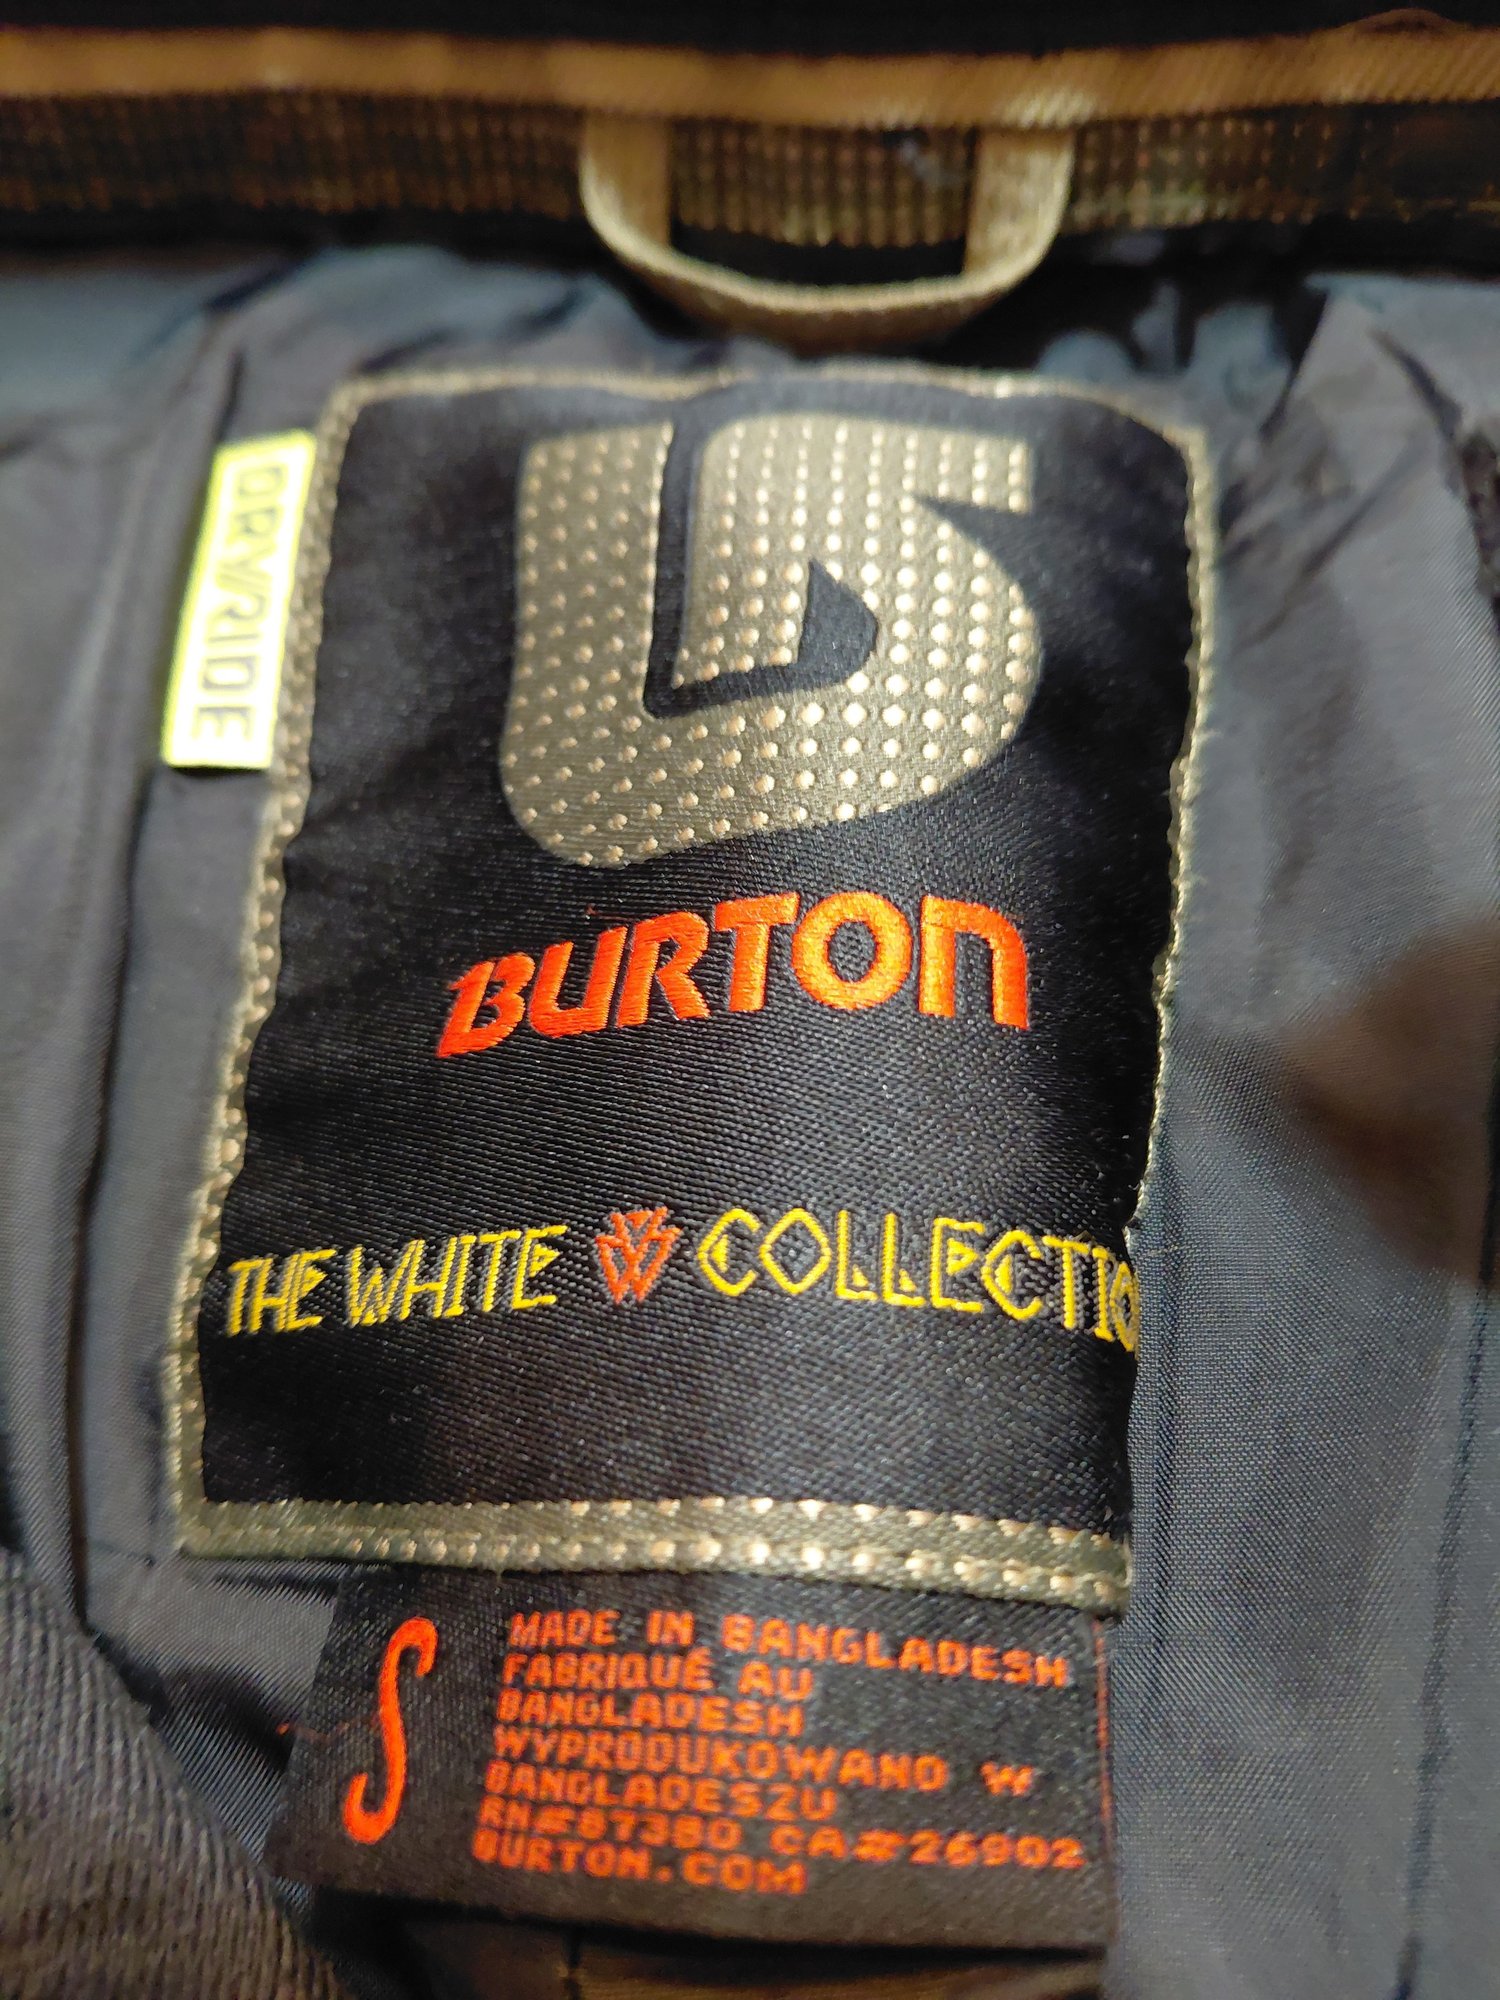 DRYRIDE
BURTON
THE WHITE COLLECTIO
S
MADE IN BANGLADESH
FABRIQUÉ AU
BANGLADESH
WYPRODUKOWANO W
BANGLADESZU
RN#87380 CA#26902
BURTON.COM